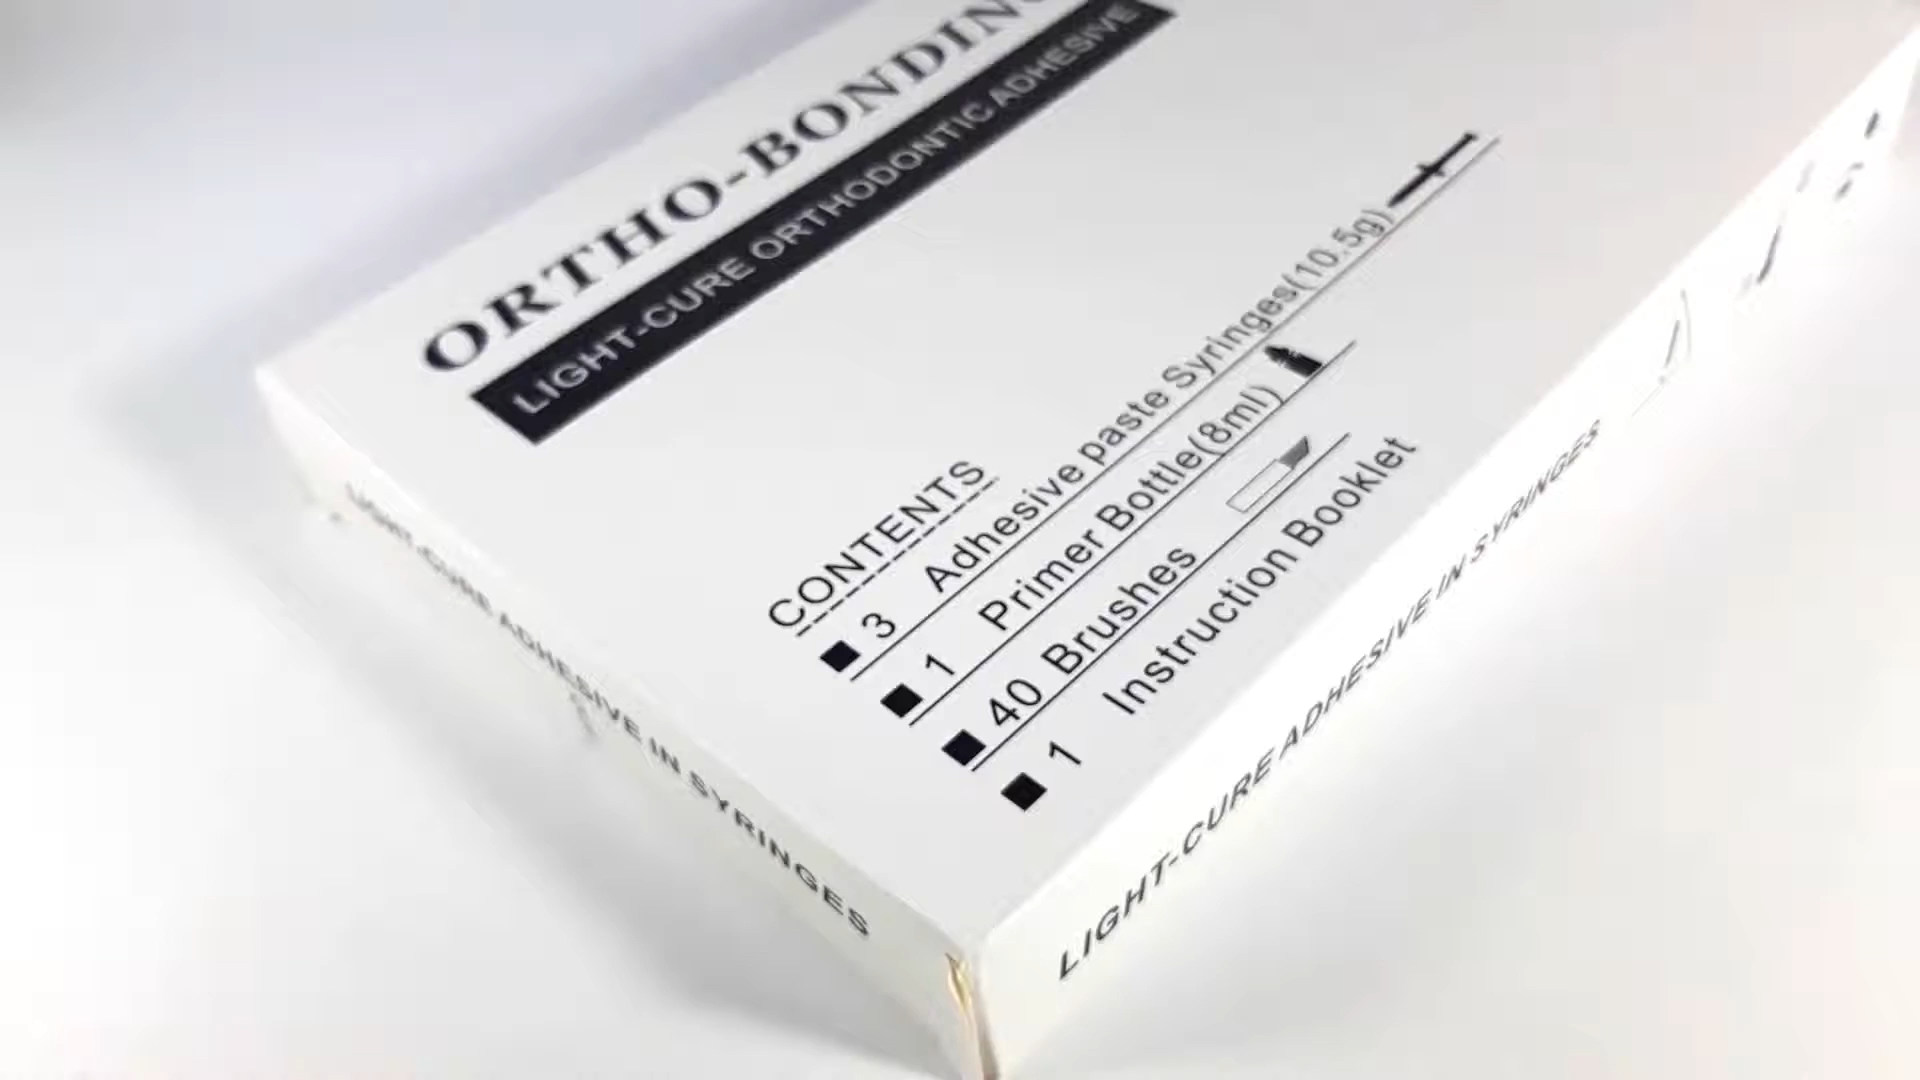 ORTHO-BONDING
LIGHT-CURE ORTHODONTIC ADHESIVE
CONTENTS
■ 3 Adhesive paste Syringes(10.5g)
■ 1 Primer Bottle(8ml)
■ 40 Brushes
■ 1 Instruction Booklet
LIGHT-CURE ADHESIVE IN SYRINGES
LIGHT-CURE ADHESIVE IN SYRINGES